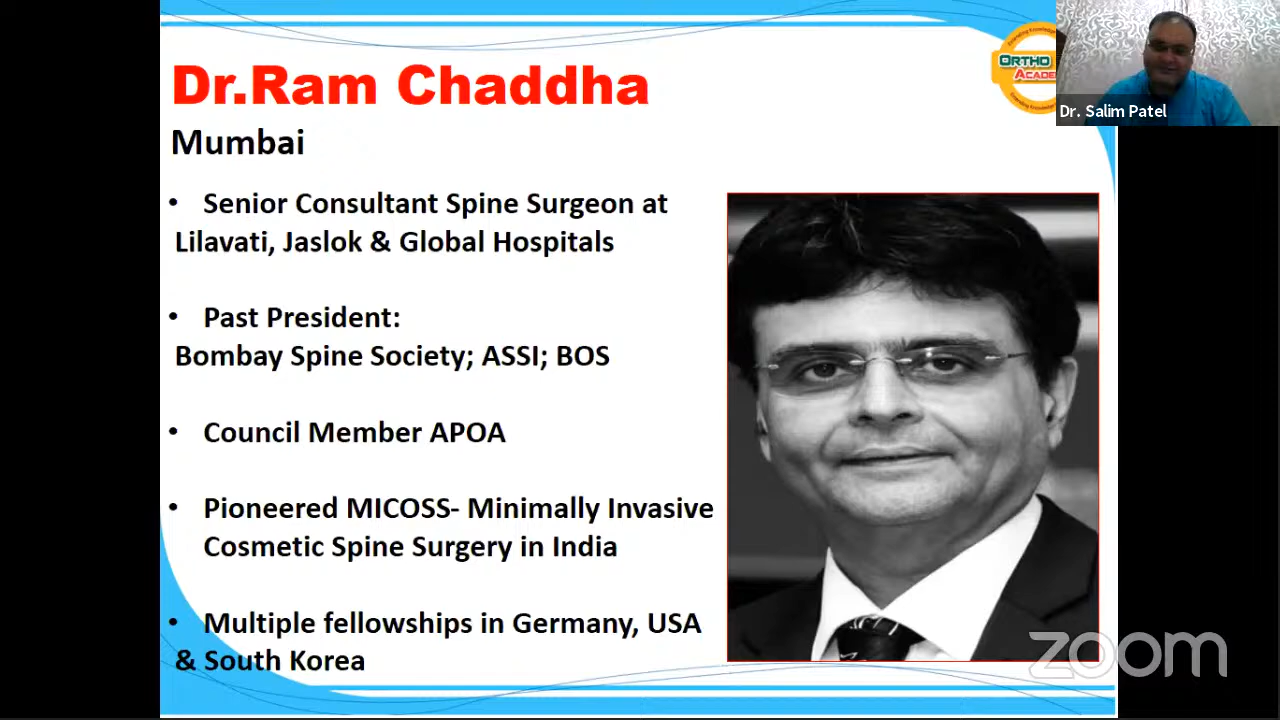 Dr.Ram Chaddha
Mumbai
• Senior Consultant Spine Surgeon at
Lilavati, Jaslok & Global Hospitals
• Past President:
Bombay Spine Society; ASSI; BOS
• Council Member APOA
• Pioneered MICOSS- Minimally Invasive
Cosmetic Spine Surgery in India
• Multiple fellowships in Germany, USA
& South Korea
ORTHO
Dr. Salim Patel
zoom